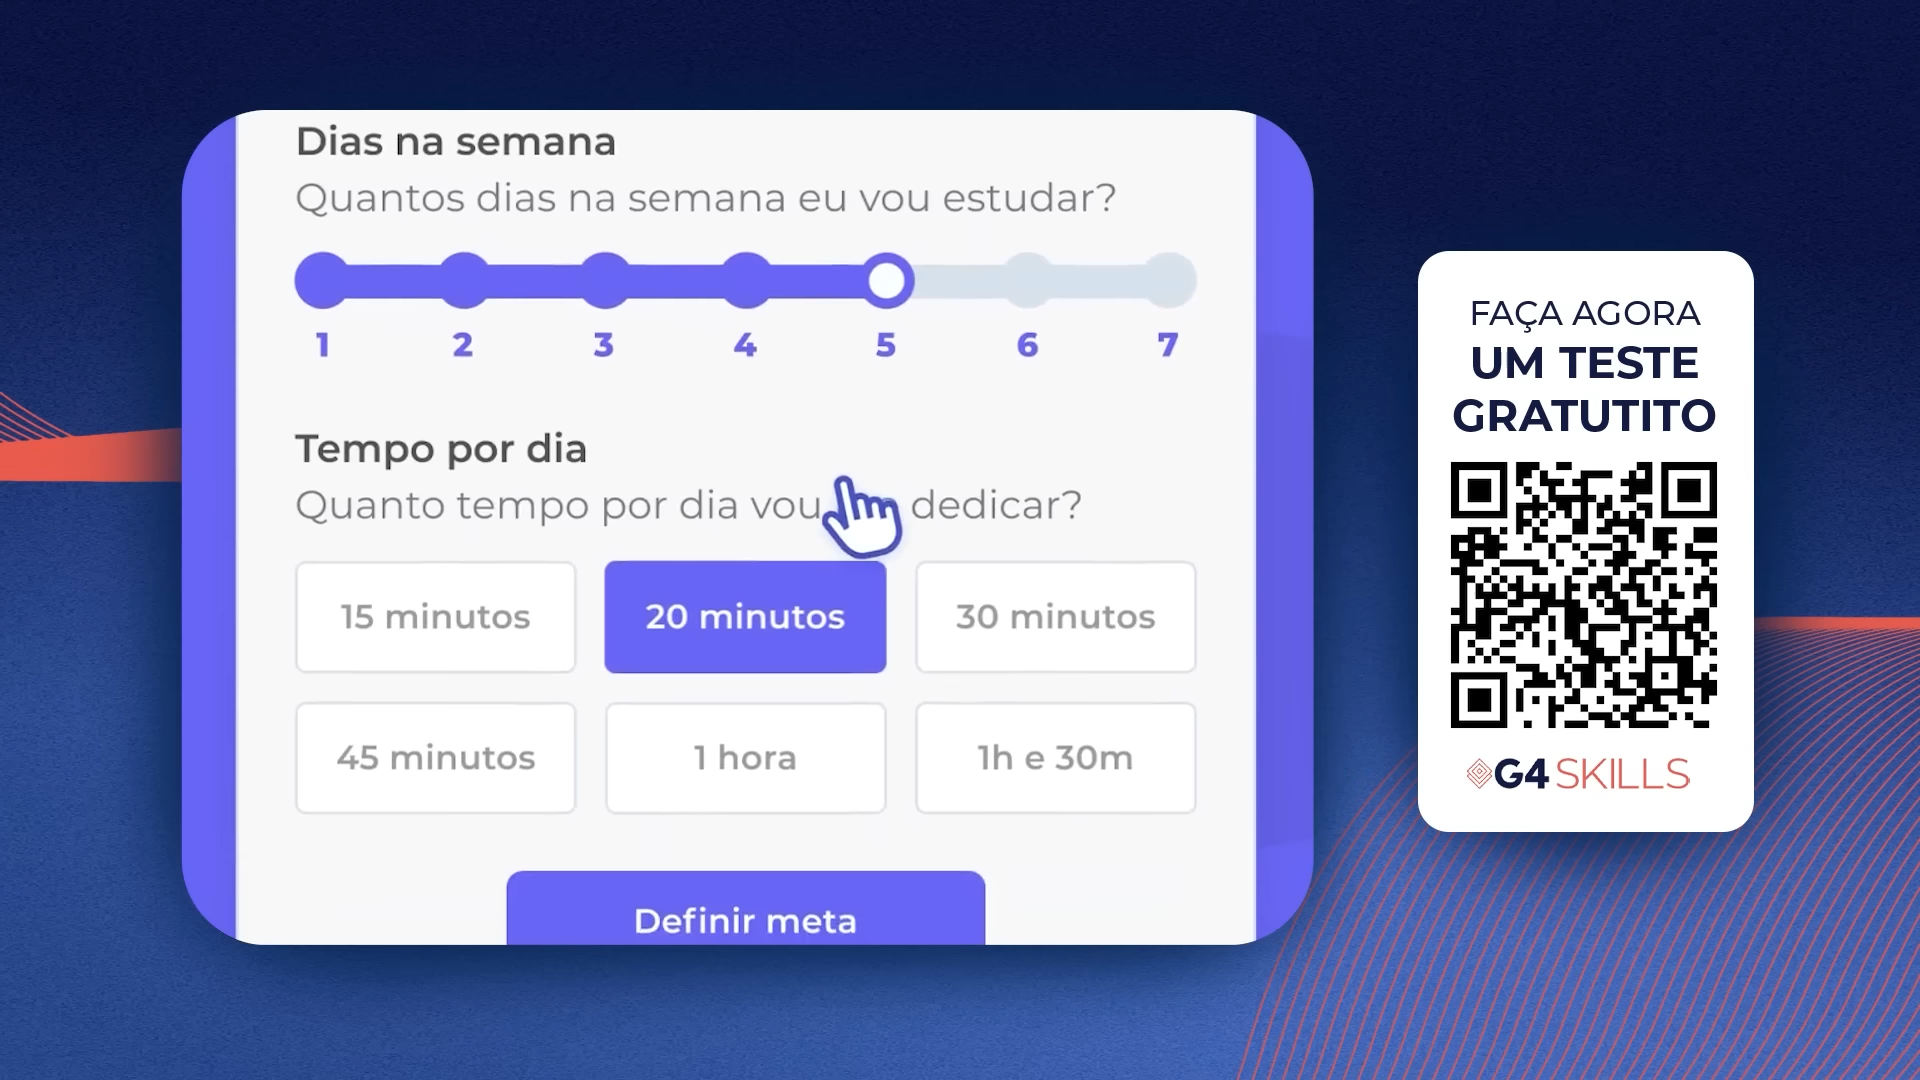 Dias na semana
Quantos dias na semana eu vou estudar?
1 2 3 4 5 6 7
Tempo por dia
Quanto tempo por dia vou dedicar?
15 minutos
20 minutos
30 minutos
45 minutos
1 hora
1h e 30m
Definir meta
FAÇA AGORA
UM TESTE
GRATUTITO
G4 SKILLS